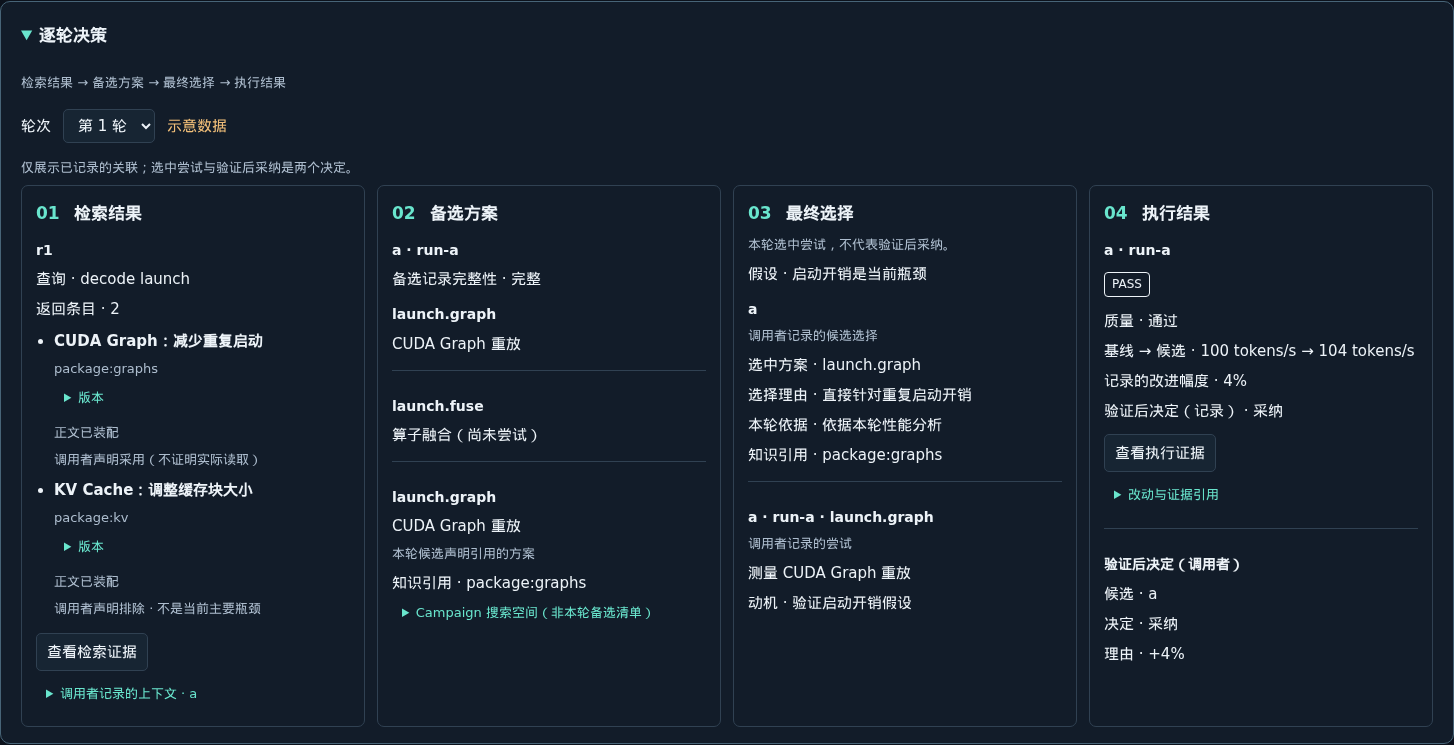 ▼ 逐轮决策
检索结果 → 备选方案 → 最终选择 → 执行结果
轮次 第 1 轮 示意数据
仅展示已记录的关联；选中尝试与验证后采纳是两个决定。
01 检索结果
r1
查询 · decode launch
返回条目 · 2
• CUDA Graph：减少重复启动
package:graphs
▶ 版本
正文已装配
调用者声明采用（不证明实际读取）
• KV Cache：调整缓存块大小
package:kv
▶ 版本
正文已装配
调用者声明排除 · 不是当前主要瓶颈
查看检索证据
▶ 调用者记录的上下文 · a
02 备选方案
a · run-a
备选记录完整性 · 完整
launch.graph
CUDA Graph 重放
launch.fuse
算子融合（尚未尝试）
launch.graph
CUDA Graph 重放
本轮候选声明引用的方案
知识引用 · package:graphs
▶ Campaign 搜索空间（非本轮备选清单）
03 最终选择
本轮选中尝试，不代表验证后采纳。
假设 · 启动开销是当前瓶颈
a
调用者记录的候选选择
选中方案 · launch.graph
选择理由 · 直接针对重复启动开销
本轮依据 · 依据本轮性能分析
知识引用 · package:graphs
a · run-a · launch.graph
调用者记录的尝试
测量 CUDA Graph 重放
动机 · 验证启动开销假设
04 执行结果
a · run-a
PASS
质量 · 通过
基线 → 候选 · 100 tokens/s → 104 tokens/s
记录的改进幅度 · 4%
验证后决定（记录） · 采纳
查看执行证据
▶ 改动与证据引用
验证后决定（调用者）
候选 · a
决定 · 采纳
理由 · +4%